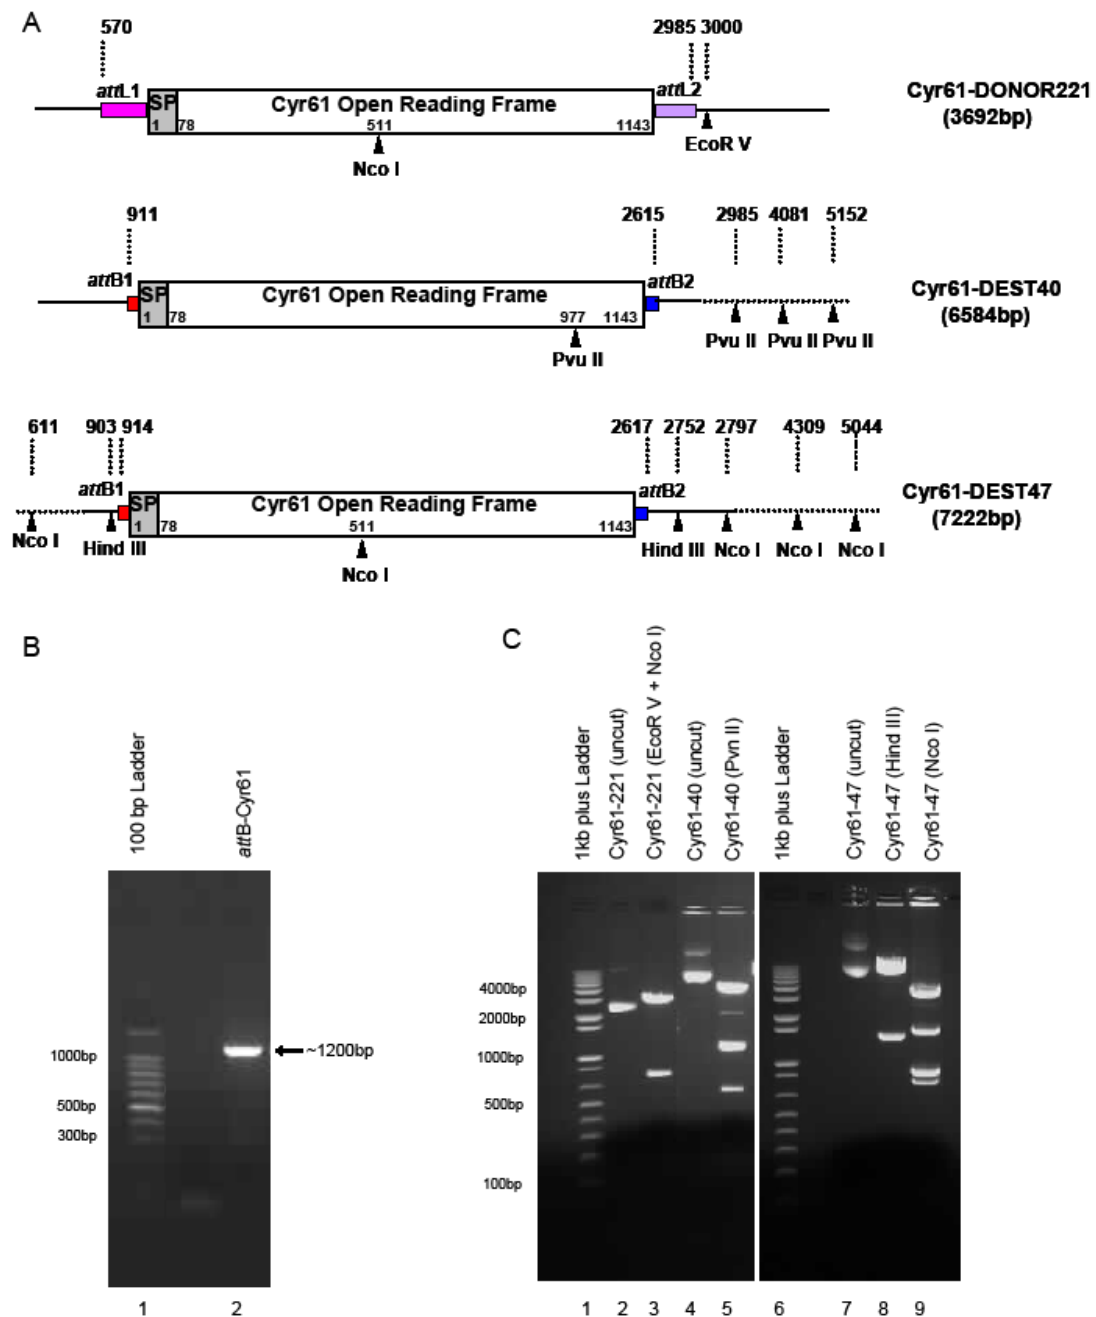 A
570
2985 3000
attL1
SP
Cyr61 Open Reading Frame
attL2
1 78
511
1143
Nco I
EcoR V
Cyr61-DONOR221
(3692bp)
911
2615 2985 4081 5152
attB1
SP
Cyr61 Open Reading Frame
attB2
1 78
977 1143
Pvu II
Pvu II Pvu II Pvu II
Cyr61-DEST40
(6584bp)
611 903 914
2617 2752 2797 4309 5044
attB1
SP
Cyr61 Open Reading Frame
attB2
1 78
511
1143
Nco I Hind III
Nco I
Hind III Nco I Nco I Nco I
Cyr61-DEST47
(7222bp)
B
100 bp Ladder
attB-Cyr61
1000bp
500bp
300bp
~1200bp
1 2
C
1kb plus Ladder
Cyr61-221 (uncut)
Cyr61-221 (EcoR V + Nco I)
Cyr61-40 (uncut)
Cyr61-40 (Pvn II)
1kb plus Ladder
Cyr61-47 (uncut)
Cyr61-47 (Hind III)
Cyr61-47 (Nco I)
4000bp
2000bp
1000bp
500bp
100bp
1 2 3 4 5 6 7 8 9